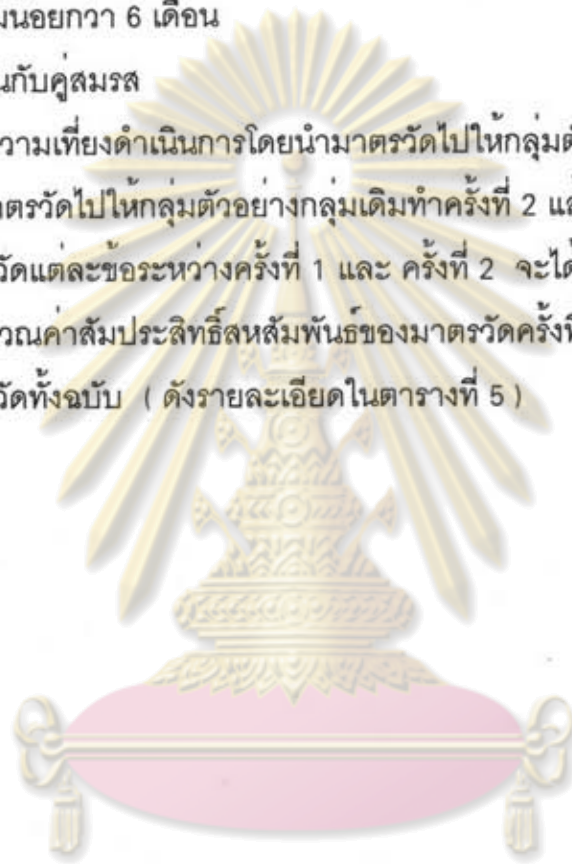 มนอยกวา 6 เดือน
นกับคู่สมรส
วามเที่ยงดำเนินการโดยนำมาตรวัดไปให้กลุ่มตั
าตรวัดไปให้กลุ่มตัวอย่างกลุ่มเดิมทำครั้งที่ 2 แล
วัดแต่ละข้อระหว่างครั้งที่ 1 และ ครั้งที่ 2 จะได้
วณค่าสัมประสิทธิ์สหสัมพันธ์ของมาตรวัดครั้งที่
วัดทั้งฉบับ ( ดังรายละเอียดในตารางที่ 5 )